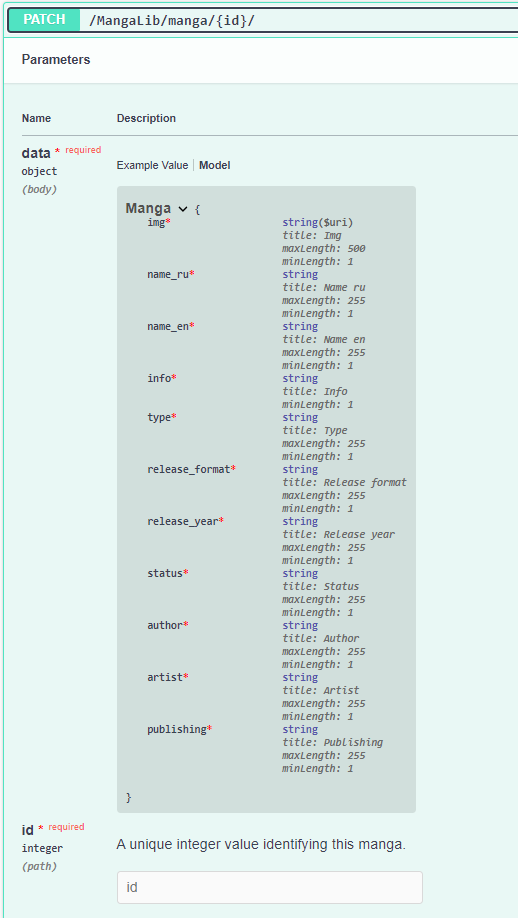 PATCH /MangaLib/manga/{id}/
Parameters
Name Description
data * required
object
(body)
Example Value Model
Manga {
img* string($uri)
title: Img
maxLength: 500
minLength: 1
name_ru* string
title: Name ru
maxLength: 255
minLength: 1
name_en* string
title: Name en
maxLength: 255
minLength: 1
info* string
title: Info
minLength: 1
type* string
title: Type
maxLength: 255
minLength: 1
release_format* string
title: Release format
maxLength: 255
minLength: 1
release_year* string
title: Release year
maxLength: 255
minLength: 1
status* string
title: Status
maxLength: 255
minLength: 1
author* string
title: Author
maxLength: 255
minLength: 1
artist* string
title: Artist
maxLength: 255
minLength: 1
publishing* string
title: Publishing
maxLength: 255
minLength: 1
}
id * required
integer
(path)
A unique integer value identifying this manga.
id